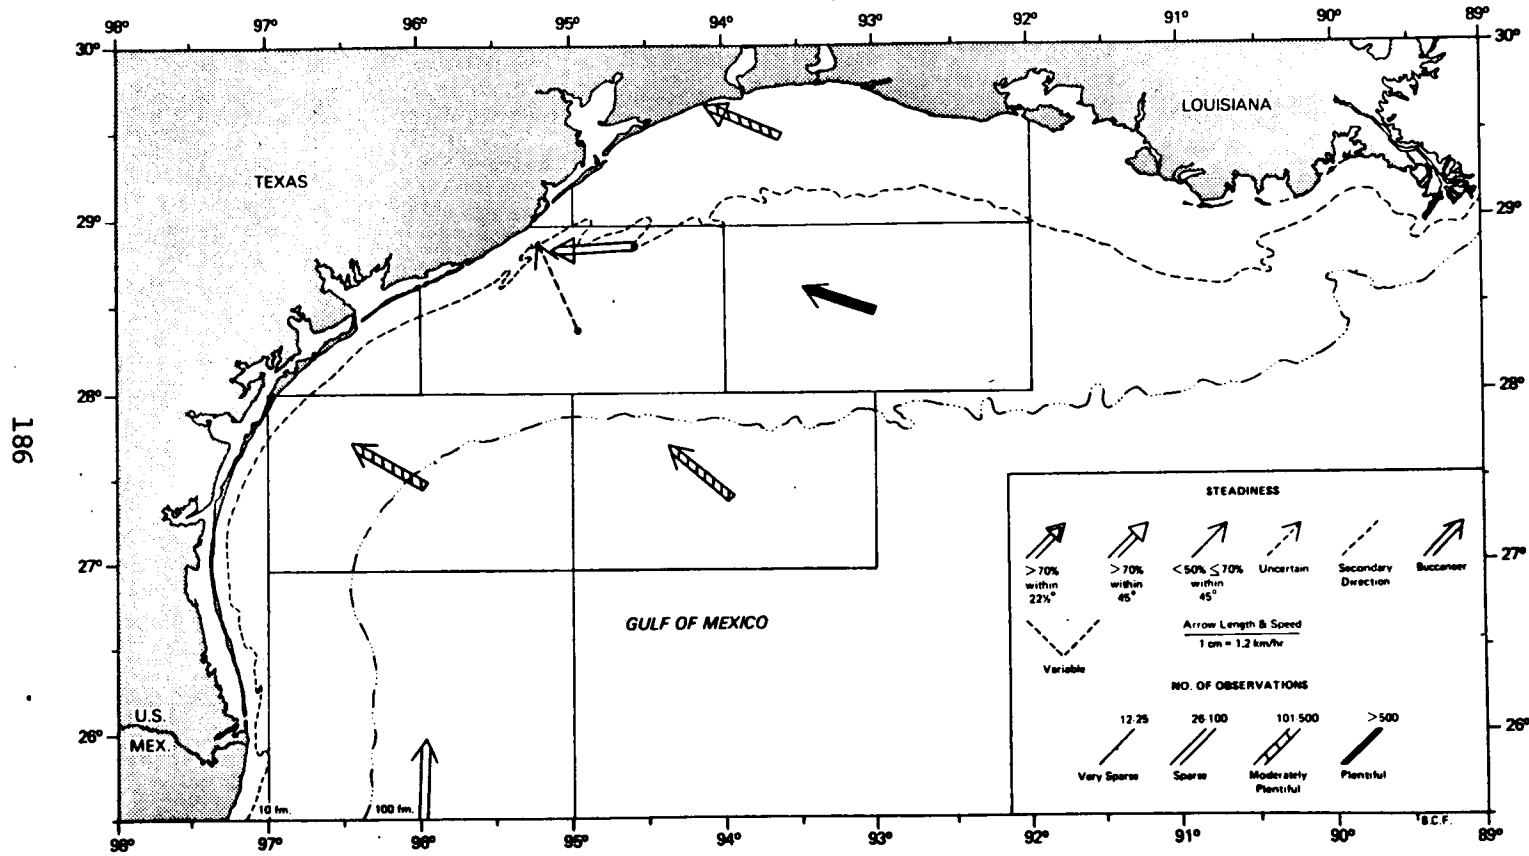 98° 97° 96° 95° 94° 93° 92° 91° 90° 89°
30° 30°
LOUISIANA
TEXAS
29° 29°
28° 28°
186
STEADINESS
>70% within 22½°
>70% within 45°
<50% ≤70% within 45°
Uncertain
Secondary Direction
Buccaneer
27° 27°
Variable
Arrow Length & Speed
1 cm = 1.2 km/hr
GULF OF MEXICO
NO. OF OBSERVATIONS
12-25 26-100 101-500 >500
Very Sparse
Sparse
Moderately Plentiful
Plentiful
U.S.
MEX.
26° 26°
10 fm. 100 fm.
B.C.F.
98° 97° 96° 95° 94° 93° 92° 91° 90° 89°